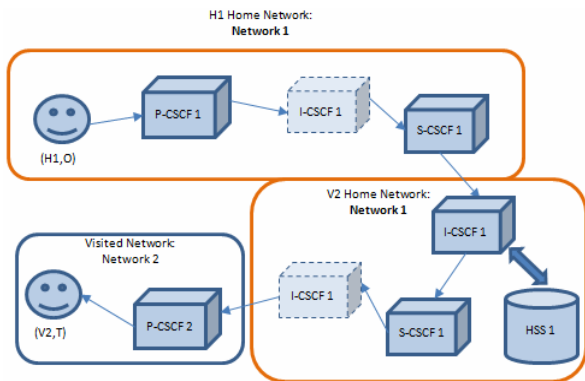 H1 Home Network:
Network 1
P-CSCF 1
I-CSCF 1
S-CSCF 1
(H1,O)
V2 Home Network:
Network 1
I-CSCF 1
Visited Network:
Network 2
I-CSCF 1
(V2,T)
P-CSCF 2
S-CSCF 1
HSS 1